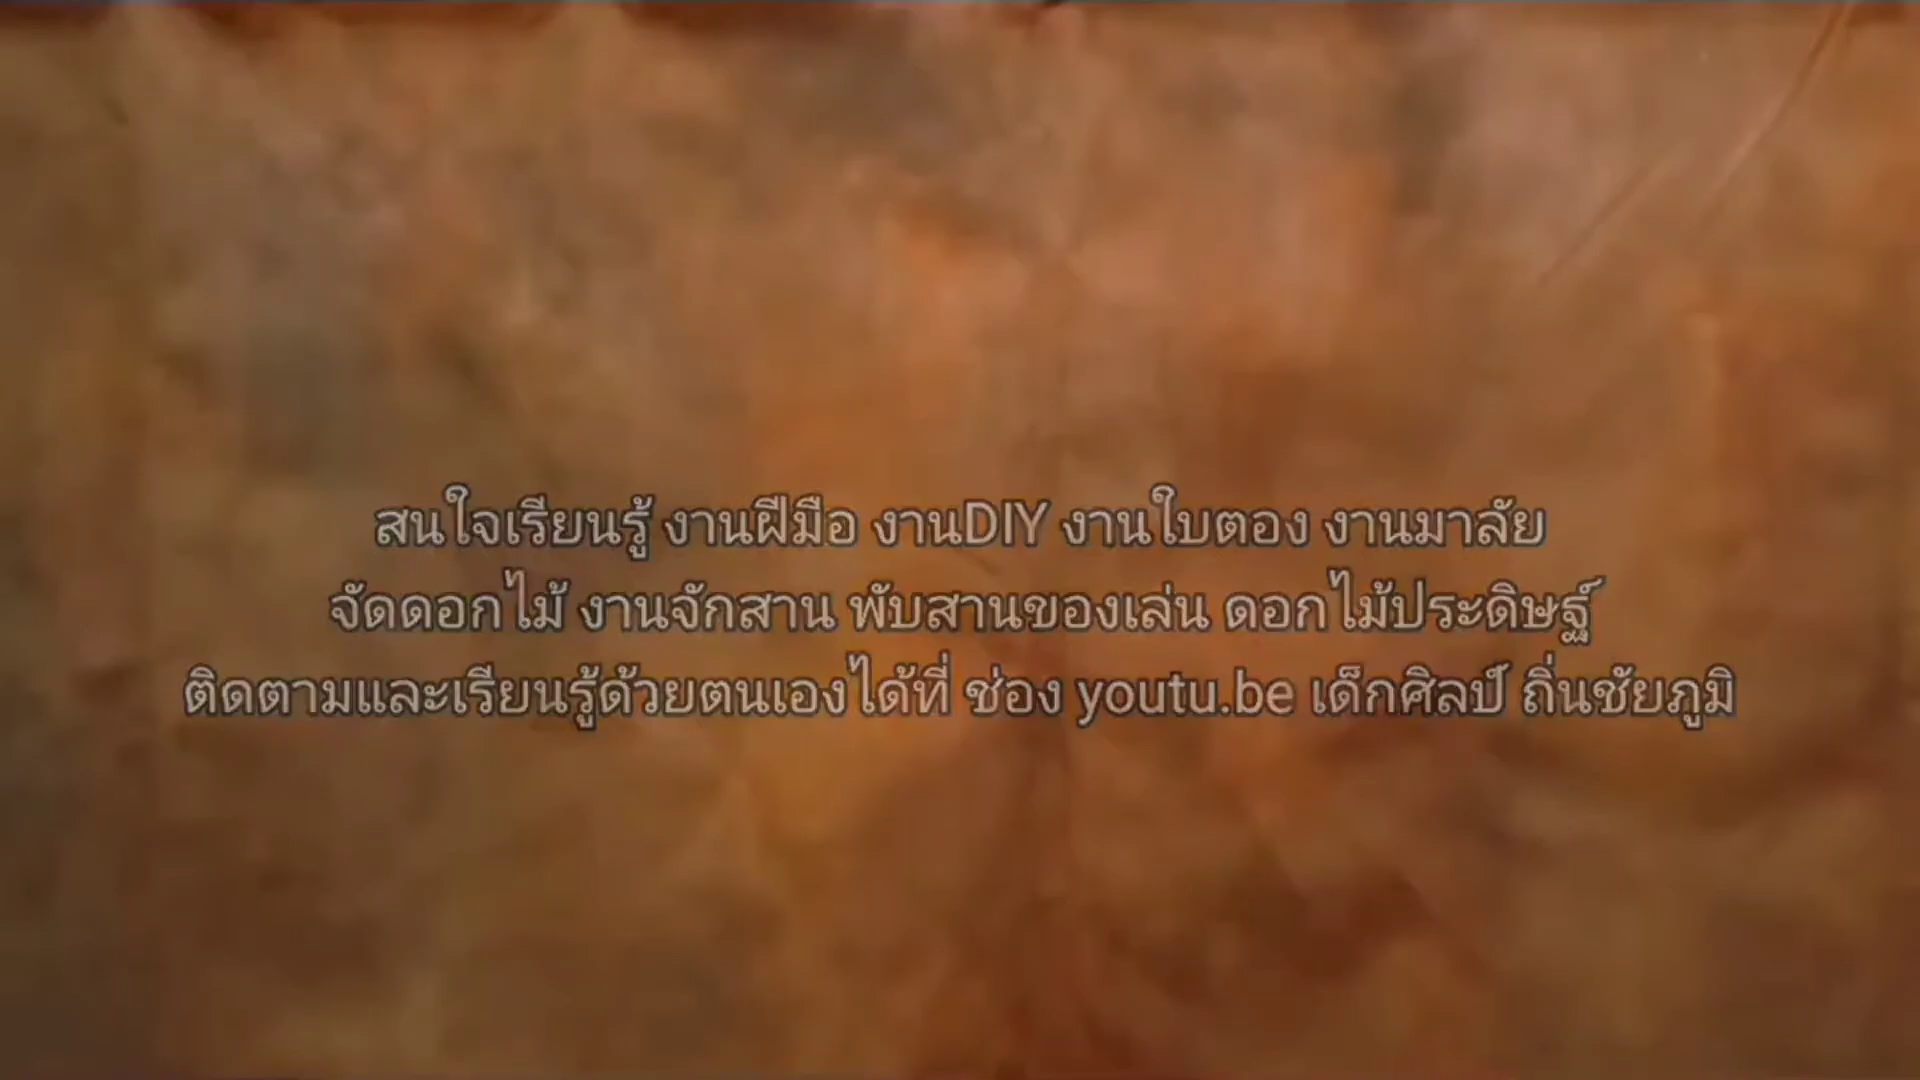 สนใจเรียนรู้ งานฝีมือ งานDIY งานใบตอง งานมาลัย
จัดดอกไม้ งานจักสาน พับสานของเล่น ดอกไม้ประดิษฐ์
ติดตามและเรียนรู้ด้วยตนเองได้ที่ ช่อง youtu.be เด็กศิลป์ ถิ่นชัยภูมิ